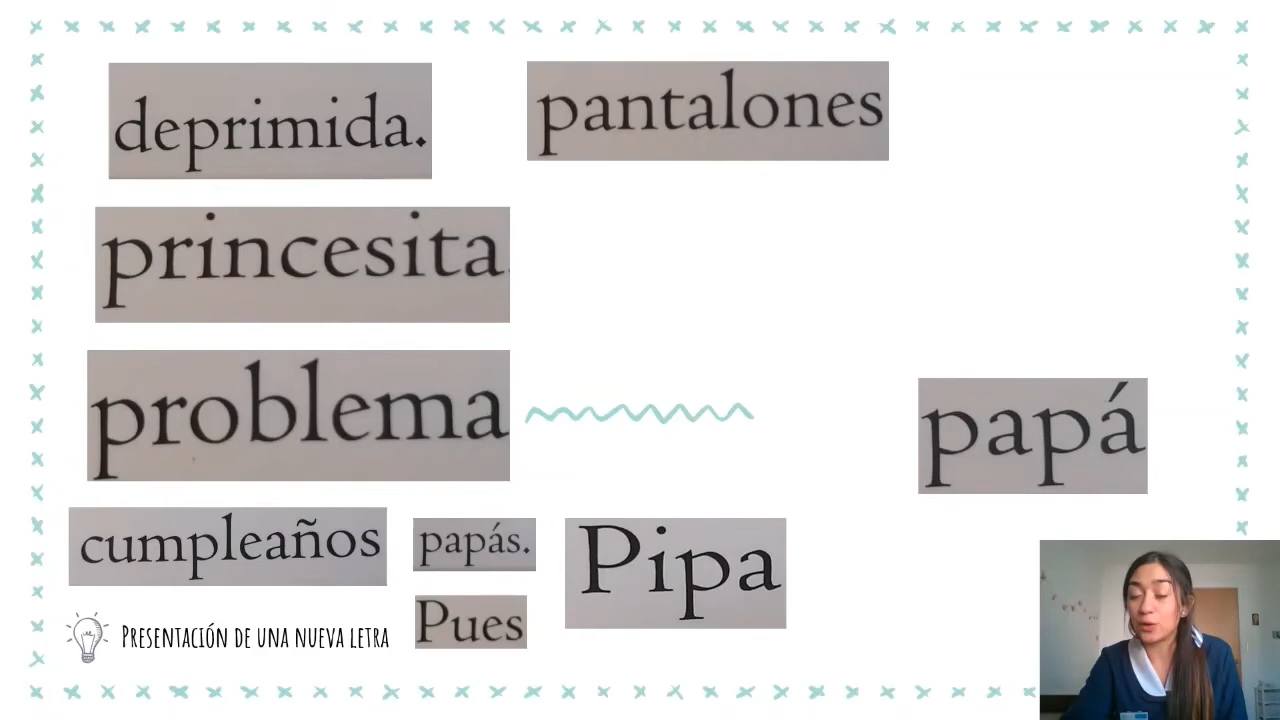 deprimida.
pantalones
princesita
problema
papá
cumpleaños
papás.
Pipa
Pues
PRESENTACIÓN DE UNA NUEVA LETRA